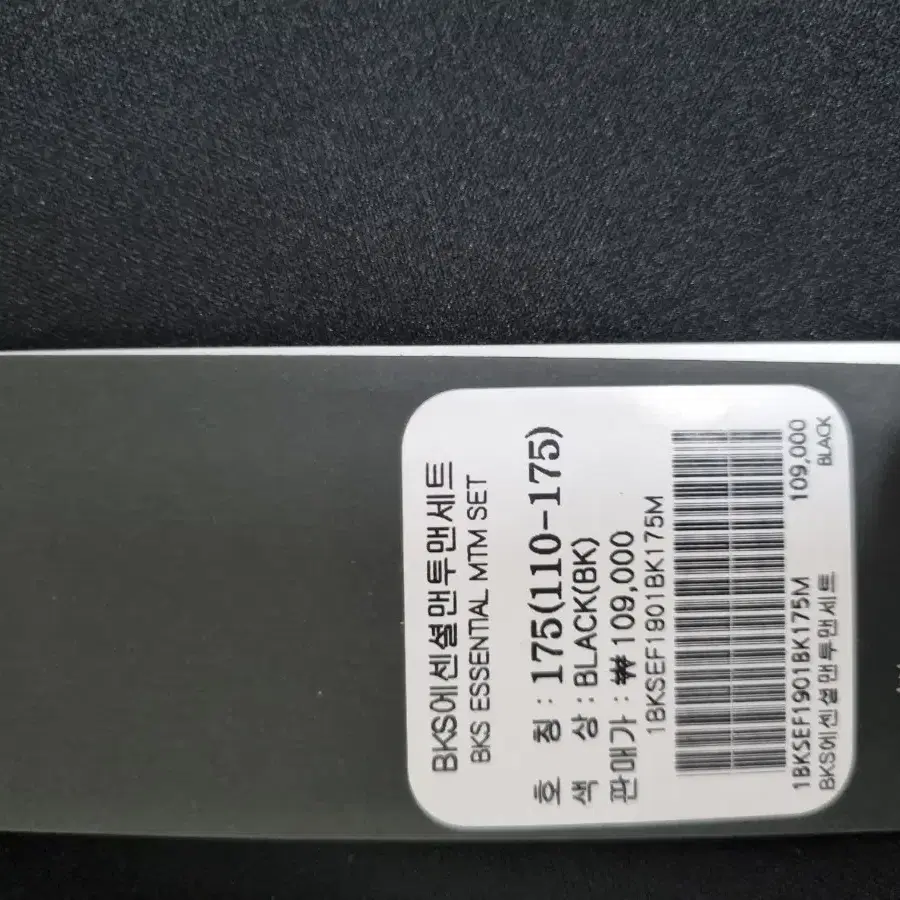 BKS에센셜맨투맨세트
BKS ESSENTIAL MTM SET
호 칭 : 175(110-175)
색 상 : BLACK(BK)
판매가 : ₩ 109,000
1BKSEF1901BK175M
1BKSEF1901BK175M 109,000
BKS에센셜맨투맨세트 BLACK